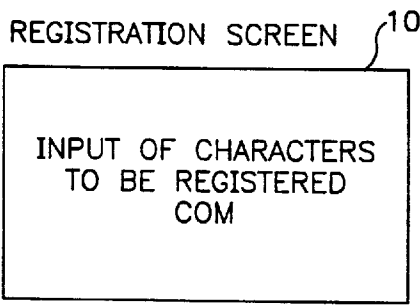 REGISTRATION SCREEN 10
INPUT OF CHARACTERS
TO BE REGISTERED
COM